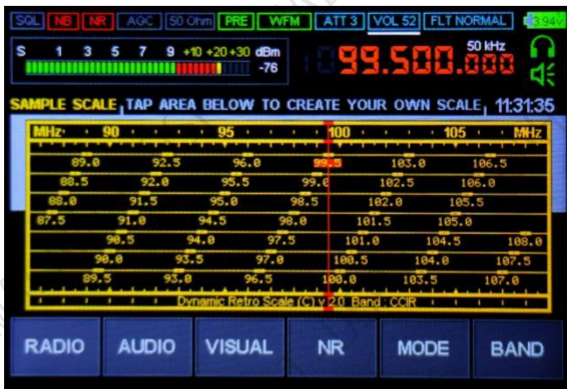 SQL NB NR AGC 50 Ohm PRE WFM ATT 3 VOL 52 FLT NORMAL 3.94v
S 1 3 5 7 9 +10 +20 +30 dBm
-76
50 kHz
99.500.000
SAMPLE SCALE, TAP AREA BELOW TO CREATE YOUR OWN SCALE, 11:31:35
MHz 90 95 100 105 MHz
89.0 92.5 96.0 99.5 103.0 106.5
88.5 92.0 95.5 99.0 102.5 106.0
88.0 91.5 95.0 98.5 102.0 105.5
87.5 91.0 94.5 98.0 101.5 105.0
90.5 94.0 97.5 101.0 104.5 108.0
90.0 93.5 97.0 100.5 104.0 107.5
89.5 93.0 96.5 100.0 103.5 107.0
Dynamic Retro Scale (C) v 2.0 Band : CCIR
RADIO AUDIO VISUAL NR MODE BAND